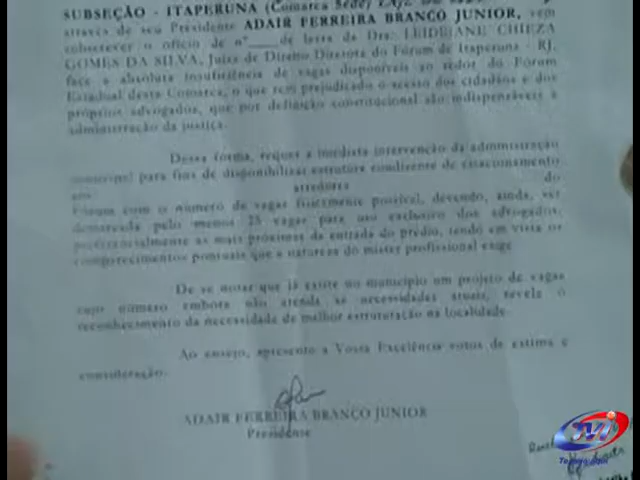 SUBSEÇÃO - ITAPERUNA (Comarca Sede)
através de seu Presidente ADAIR FERREIRA BRANCO JUNIOR, vem
subscrever o ofício de nº____de lavra da Dra. LEIDEJANE CHIEZA
GOMES DA SILVA, Juíza de Direito Diretora do Fórum de Itaperuna - RJ,
face a absoluta insuficiência de vagas disponíveis ao redor do Fórum
Estadual desta Comarca, o que tem prejudicado o acesso dos cidadãos e dos
próprios advogados, que por definição constitucional são indispensáveis à
administração da justiça.
Dessa forma, requer a imediata intervenção da administração
municipal para fins de disponibilizar estrutura condizente de estacionamento
aos arredores do
Fórum com o número de vagas fisicamente possível, devendo, ainda, ser
demarcada pelo menos 25 vagas para uso exclusivo dos advogados,
preferencialmente as mais próximas da entrada do prédio, tendo em vista os
comparecimentos pontuais que a natureza do mister profissional exige
De se notar que já existe no município um projeto de vagas
cujo número embora não atenda as necessidades atuais, revela o
reconhecimento da necessidade de melhor estruturação na localidade
Ao ensejo, apresento a Vossa Excelência votos de estima e
consideração.
ADAIR FERREIRA BRANCO JUNIOR
Presidente
TVi